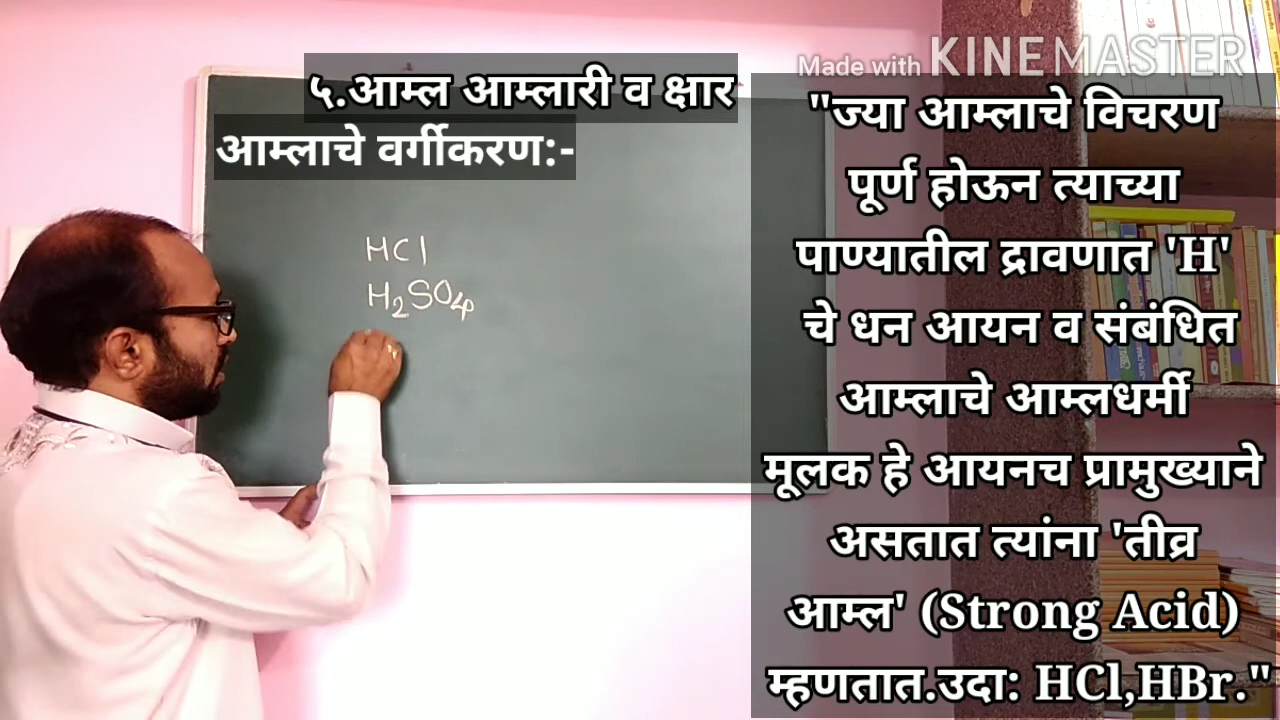 ५.आम्ल आम्लारी व क्षार
आम्लाचे वर्गीकरण:-
HCl
H2SO4
Made with KINEMASTER
"ज्या आम्लाचे विचरण
पूर्ण होऊन त्याच्या
पाण्यातील द्रावणात 'H'
चे धन आयन व संबंधित
आम्लाचे आम्लधर्मी
मूलक हे आयनच प्रामुख्याने
असतात त्यांना 'तीव्र
आम्ल' (Strong Acid)
म्हणतात.उदा: HCl,HBr."